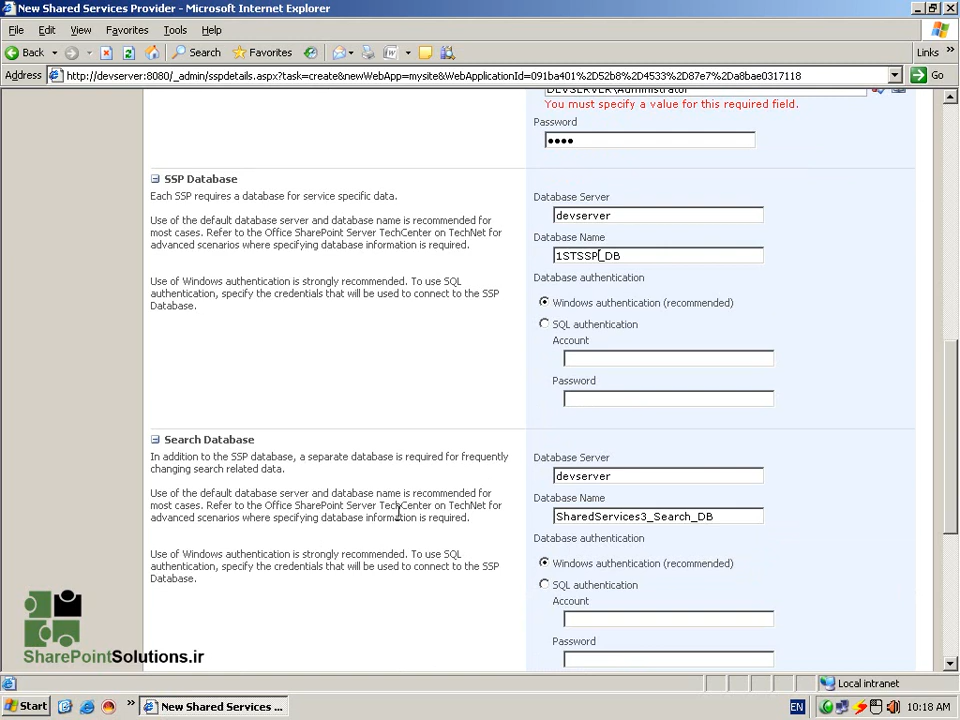 New Shared Services Provider - Microsoft Internet Explorer
File Edit View Favorites Tools Help
Back Search Favorites Links
Address http://devserver:8080/_admin/sspdetails.aspx?task=create&newWebApp=mysite&WebApplicationId=091ba401%2D52b8%2D4533%2D87e7%2Da8bae0317118 Go
DEVSERVER\Administrator
You must specify a value for this required field.
Password
SSP Database
Each SSP requires a database for service specific data.
Use of the default database server and database name is recommended for
most cases. Refer to the Office SharePoint Server TechCenter on TechNet for
advanced scenarios where specifying database information is required.
Use of Windows authentication is strongly recommended. To use SQL
authentication, specify the credentials that will be used to connect to the SSP
Database.
Database Server
devserver
Database Name
1STSSP_DB
Database authentication
Windows authentication (recommended)
SQL authentication
Account
Password
Search Database
In addition to the SSP database, a separate database is required for frequently
changing search related data.
Use of the default database server and database name is recommended for
most cases. Refer to the Office SharePoint Server TechCenter on TechNet for
advanced scenarios where specifying database information is required.
Use of Windows authentication is strongly recommended. To use SQL
authentication, specify the credentials that will be used to connect to the SSP
Database.
Database Server
devserver
Database Name
SharedServices3_Search_DB
Database authentication
Windows authentication (recommended)
SQL authentication
Account
Password
SharePointSolutions.ir
Local intranet
Start New Shared Services ... EN 10:18 AM